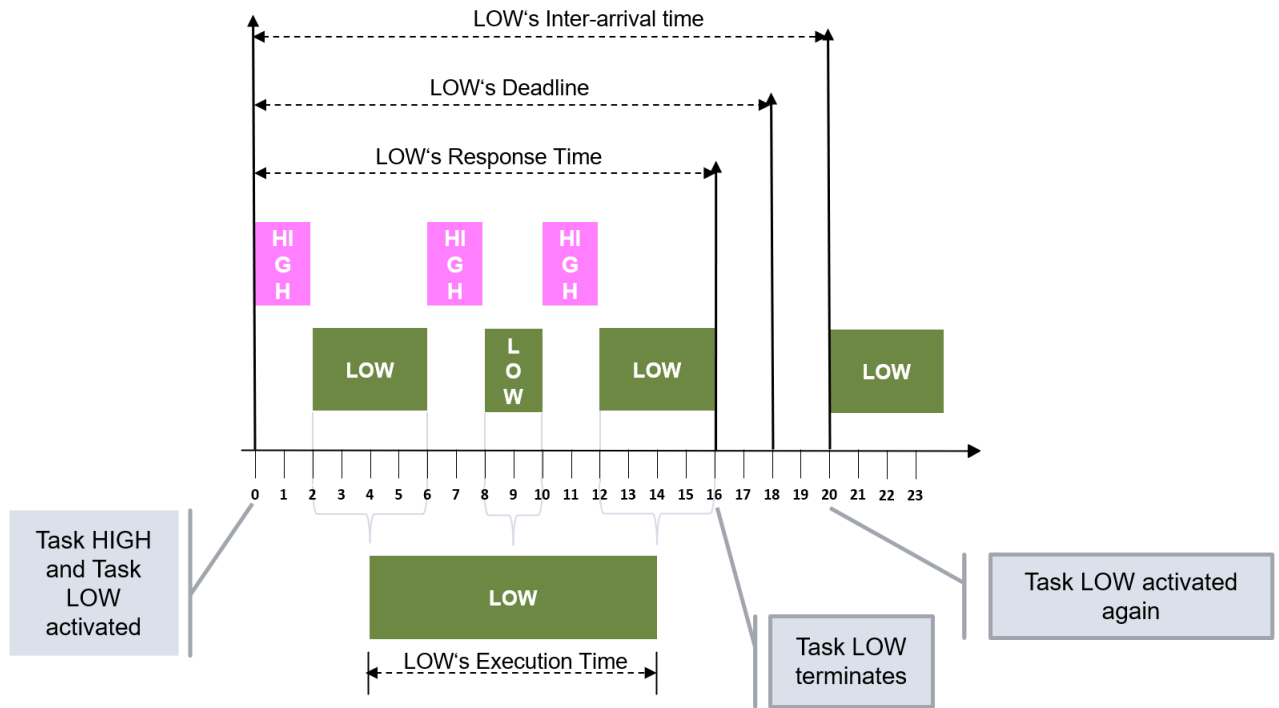 LOW‘s Inter-arrival time
LOW‘s Deadline
LOW‘s Response Time
HI
G
H
HI
G
H
HI
G
H
LOW
L
O
W
LOW
LOW
0 1 2 3 4 5 6 7 8 9 10 11 12 13 14 15 16 17 18 19 20 21 22 23
Task HIGH
and Task
LOW
activated
LOW
LOW‘s Execution Time
Task LOW
terminates
Task LOW activated
again